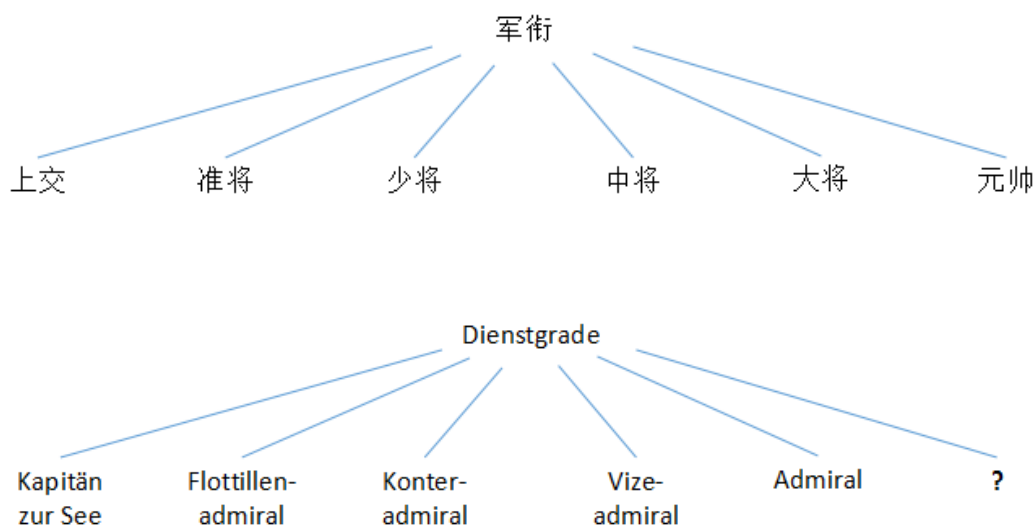 军衔
上交 准将 少将 中将 大将 元帅
Dienstgrade
Kapitän Flottillen- Konter- Vize- Admiral ?
zur See admiral admiral admiral